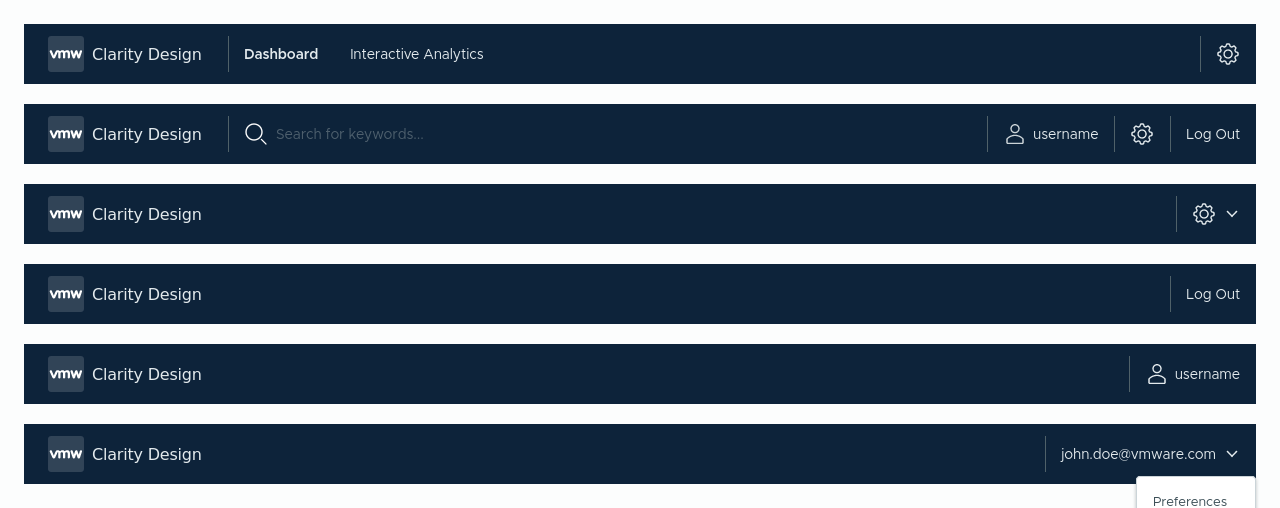 vmw Clarity Design Dashboard Interactive Analytics
vmw Clarity Design Search for keywords... username Log Out
vmw Clarity Design
vmw Clarity Design Log Out
vmw Clarity Design username
vmw Clarity Design john.doe@vmware.com
Preferences